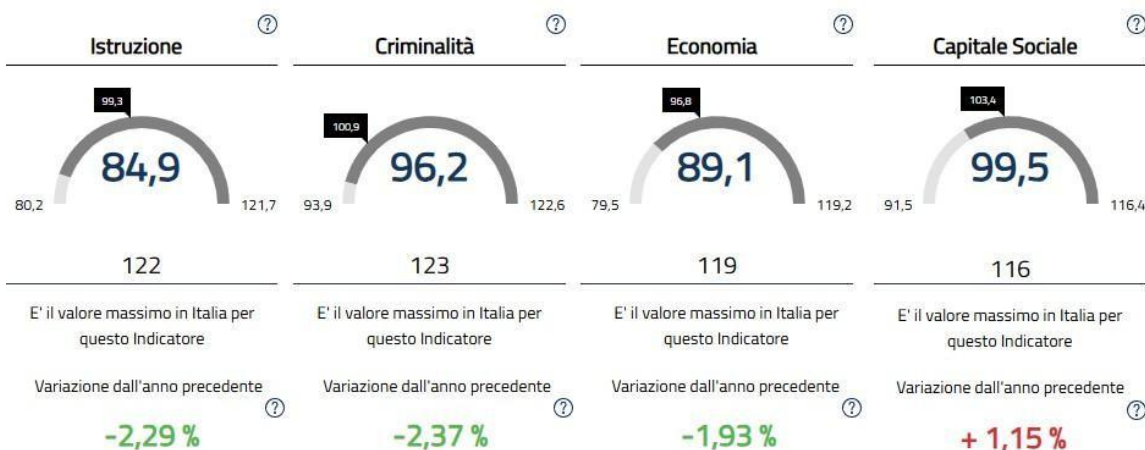 ?
Istruzione
99,3
84,9
80,2
121,7
122
E' il valore massimo in Italia per
questo Indicatore
Variazione dall'anno precedente
?
-2,29 %
?
Criminalità
100,9
96,2
93,9
122,6
123
E' il valore massimo in Italia per
questo Indicatore
Variazione dall'anno precedente
?
-2,37 %
?
Economia
96,8
89,1
79,5
119,2
119
E' il valore massimo in Italia per
questo Indicatore
Variazione dall'anno precedente
?
-1,93 %
?
Capitale Sociale
103,4
99,5
91,5
116,4
116
E' il valore massimo in Italia per
questo Indicatore
Variazione dall'anno precedente
?
+ 1,15 %